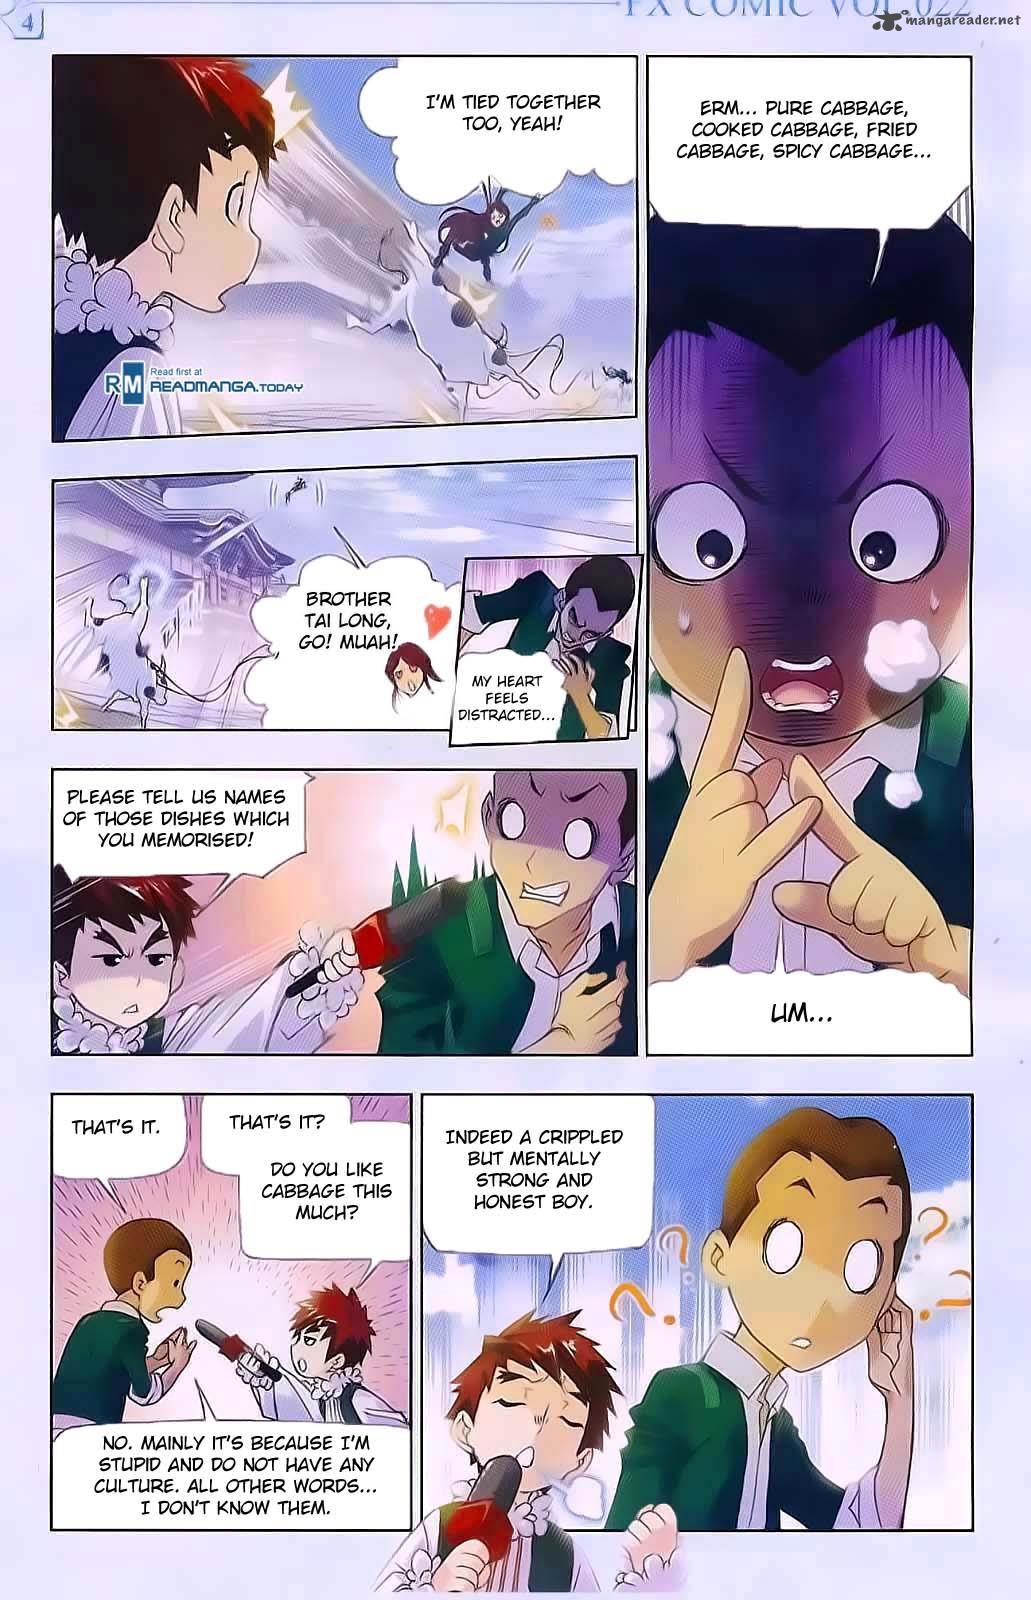 4
FX COMIC VOL 022
mangareader.net
I'M TIED TOGETHER
TOO, YEAH!
RM
Read first at
READMANGA.TODAY
BROTHER
TAI LONG,
GO! MUAH!
MY HEART
FEELS
DISTRACTED...
PLEASE TELL US NAMES
OF THOSE DISHES WHICH
YOU MEMORISED!
ERM... PURE CABBAGE,
COOKED CABBAGE, FRIED
CABBAGE, SPICY CABBAGE...
UM...
THAT'S IT.
THAT'S IT?
DO YOU LIKE
CABBAGE THIS
MUCH?
NO. MAINLY IT'S BECAUSE I'M
STUPID AND DO NOT HAVE ANY
CULTURE. ALL OTHER WORDS...
I DON'T KNOW THEM.
INDEED A CRIPPLED
BUT MENTALLY
STRONG AND
HONEST BOY.
? ? ? ?